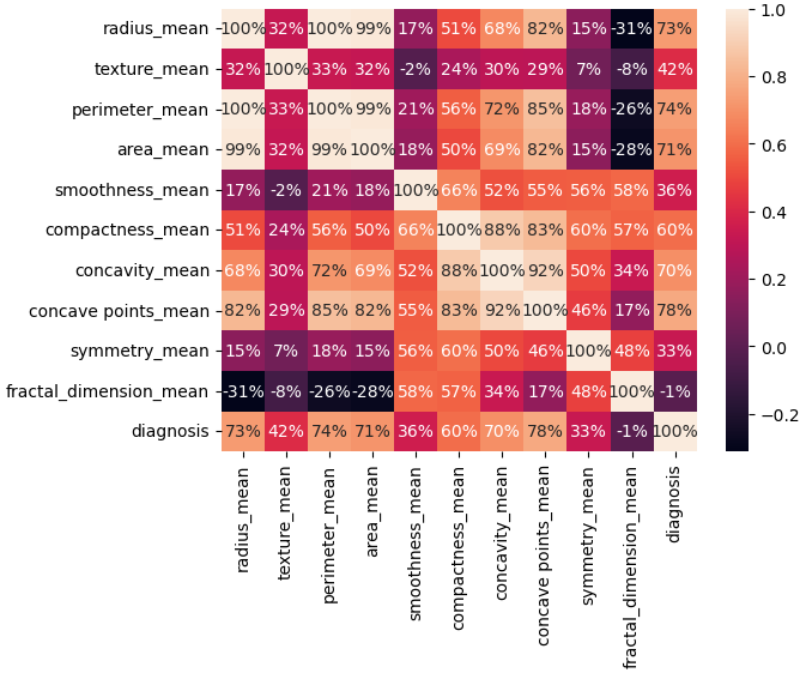 radius_mean 100% 32% 100% 99% 17% 51% 68% 82% 15% -31% 73%
texture_mean 32% 100% 33% 32% -2% 24% 30% 29% 7% -8% 42%
perimeter_mean 100% 33% 100% 99% 21% 56% 72% 85% 18% -26% 74%
area_mean 99% 32% 99% 100% 18% 50% 69% 82% 15% -28% 71%
smoothness_mean 17% -2% 21% 18% 100% 66% 52% 55% 56% 58% 36%
compactness_mean 51% 24% 56% 50% 66% 100% 88% 83% 60% 57% 60%
concavity_mean 68% 30% 72% 69% 52% 88% 100% 92% 50% 34% 70%
concave points_mean 82% 29% 85% 82% 55% 83% 92% 100% 46% 17% 78%
symmetry_mean 15% 7% 18% 15% 56% 60% 50% 46% 100% 48% 33%
fractal_dimension_mean -31% -8% -26% -28% 58% 57% 34% 17% 48% 100% -1%
diagnosis 73% 42% 74% 71% 36% 60% 70% 78% 33% -1% 100%
radius_mean
texture_mean
perimeter_mean
area_mean
smoothness_mean
compactness_mean
concavity_mean
concave points_mean
symmetry_mean
fractal_dimension_mean
diagnosis
1.0
0.8
0.6
0.4
0.2
0.0
−0.2